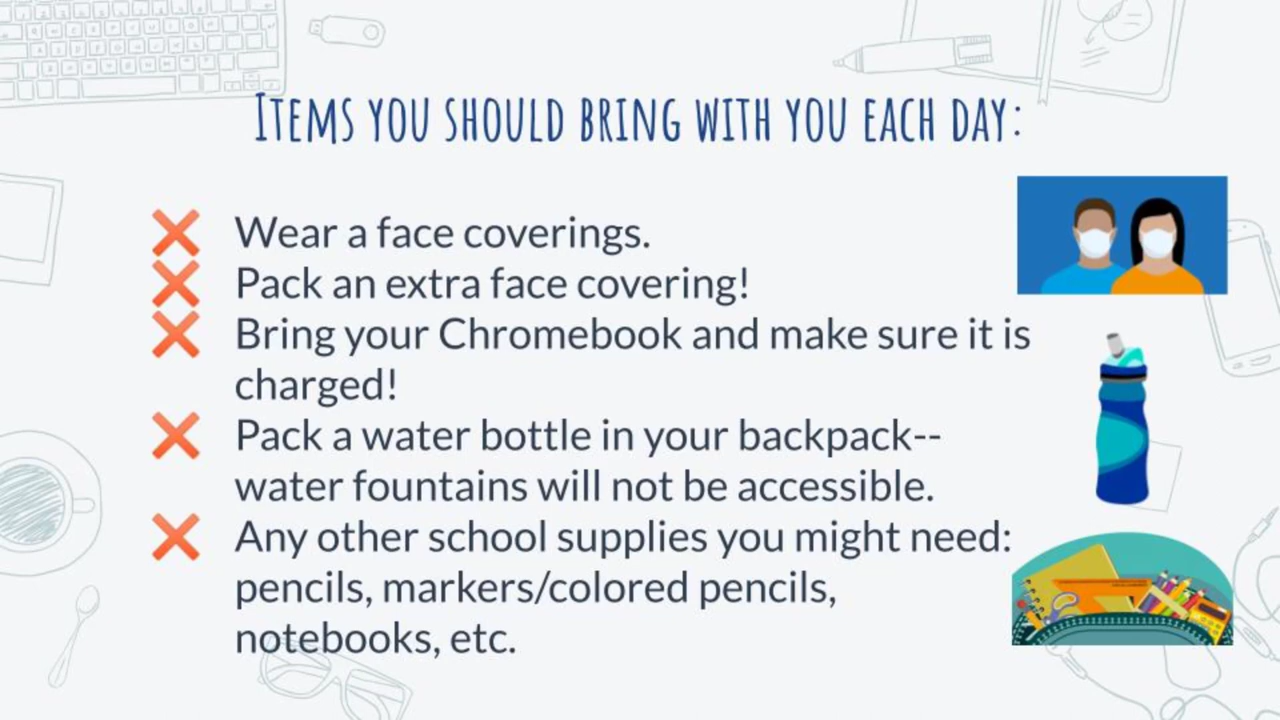 Items you should bring with you each day:
❌ Wear a face coverings.
❌ Pack an extra face covering!
❌ Bring your Chromebook and make sure it is
charged!
❌ Pack a water bottle in your backpack--
water fountains will not be accessible.
❌ Any other school supplies you might need:
pencils, markers/colored pencils,
notebooks, etc.